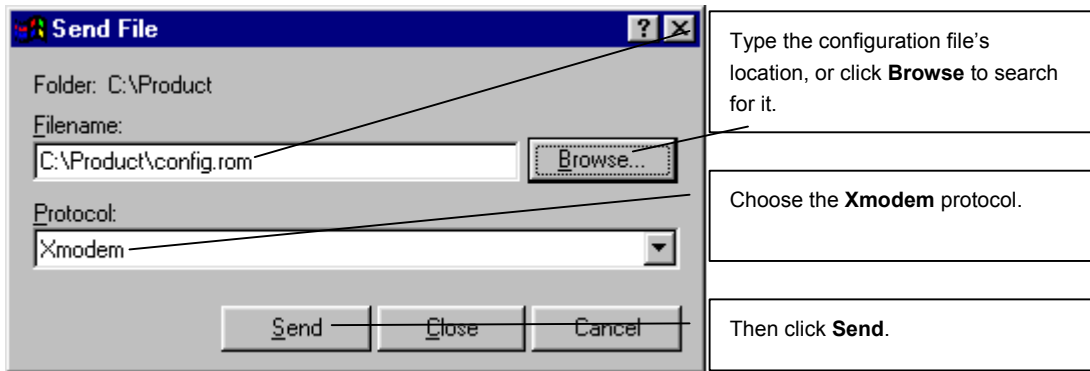 Send File
Folder: C:\Product
Filename:
C:\Product\config.rom
Browse...
Protocol:
Xmodem
Send
Close
Cancel
Type the configuration file's
location, or click Browse to search
for it.
Choose the Xmodem protocol.
Then click Send.